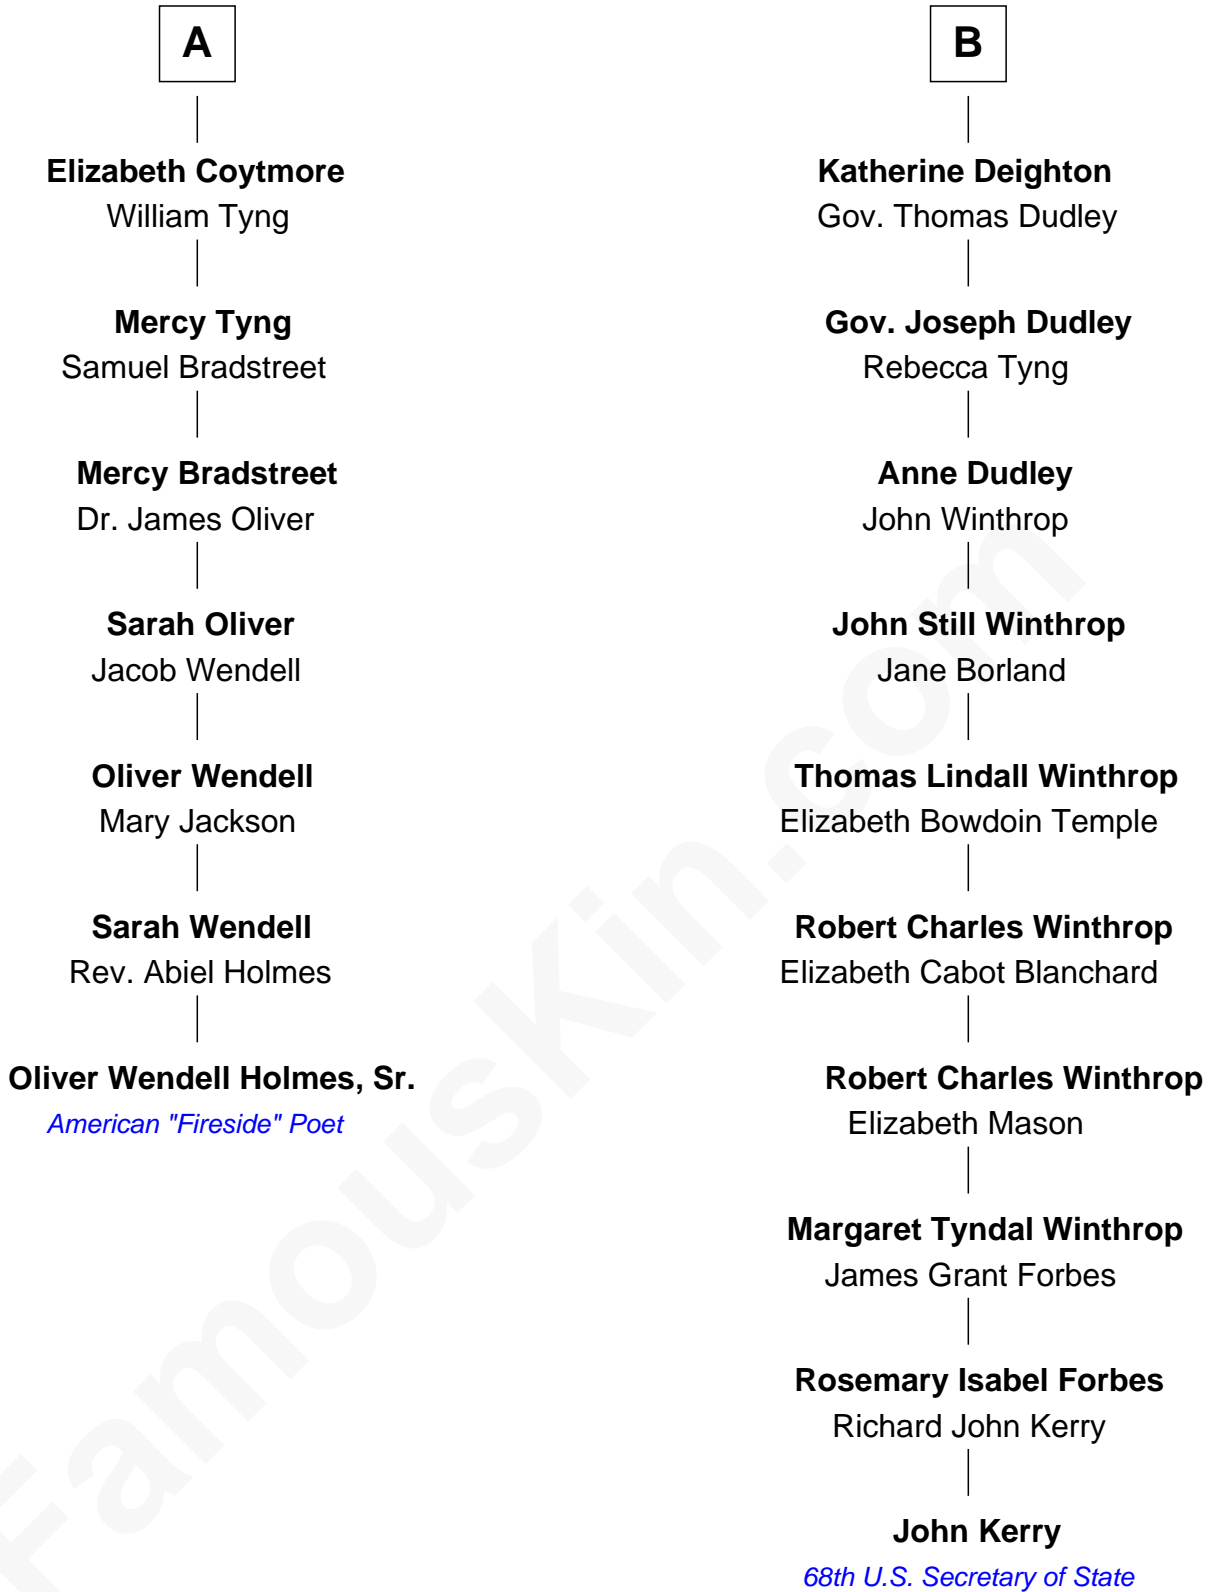 A
Elizabeth Coytmore
William Tyng
Mercy Tyng
Samuel Bradstreet
Mercy Bradstreet
Dr. James Oliver
Sarah Oliver
Jacob Wendell
Oliver Wendell
Mary Jackson
Sarah Wendell
Rev. Abiel Holmes
Oliver Wendell Holmes, Sr.
American "Fireside" Poet
B
Katherine Deighton
Gov. Thomas Dudley
Gov. Joseph Dudley
Rebecca Tyng
Anne Dudley
John Winthrop
John Still Winthrop
Jane Borland
Thomas Lindall Winthrop
Elizabeth Bowdoin Temple
Robert Charles Winthrop
Elizabeth Cabot Blanchard
Robert Charles Winthrop
Elizabeth Mason
Margaret Tyndal Winthrop
James Grant Forbes
Rosemary Isabel Forbes
Richard John Kerry
John Kerry
68th U.S. Secretary of State
FamousKin.com